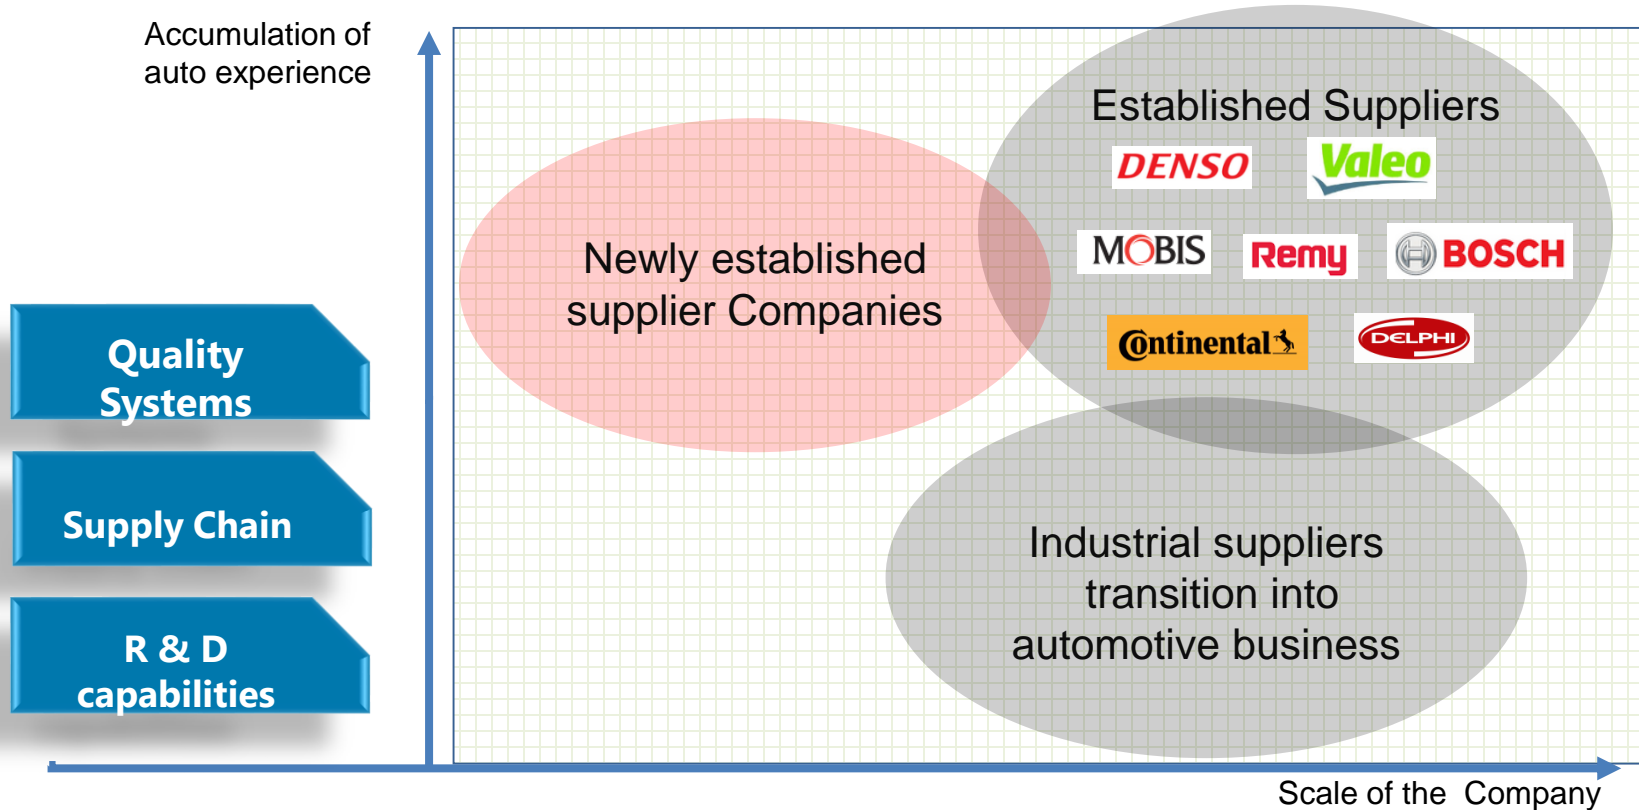 Accumulation of
auto experience
Established Suppliers
DENSO
Valeo
MOBIS
Remy
BOSCH
Continental
DELPHI
Newly established
supplier Companies
Quality
Systems
Supply Chain
R & D
capabilities
Industrial suppliers
transition into
automotive business
Scale of the Company